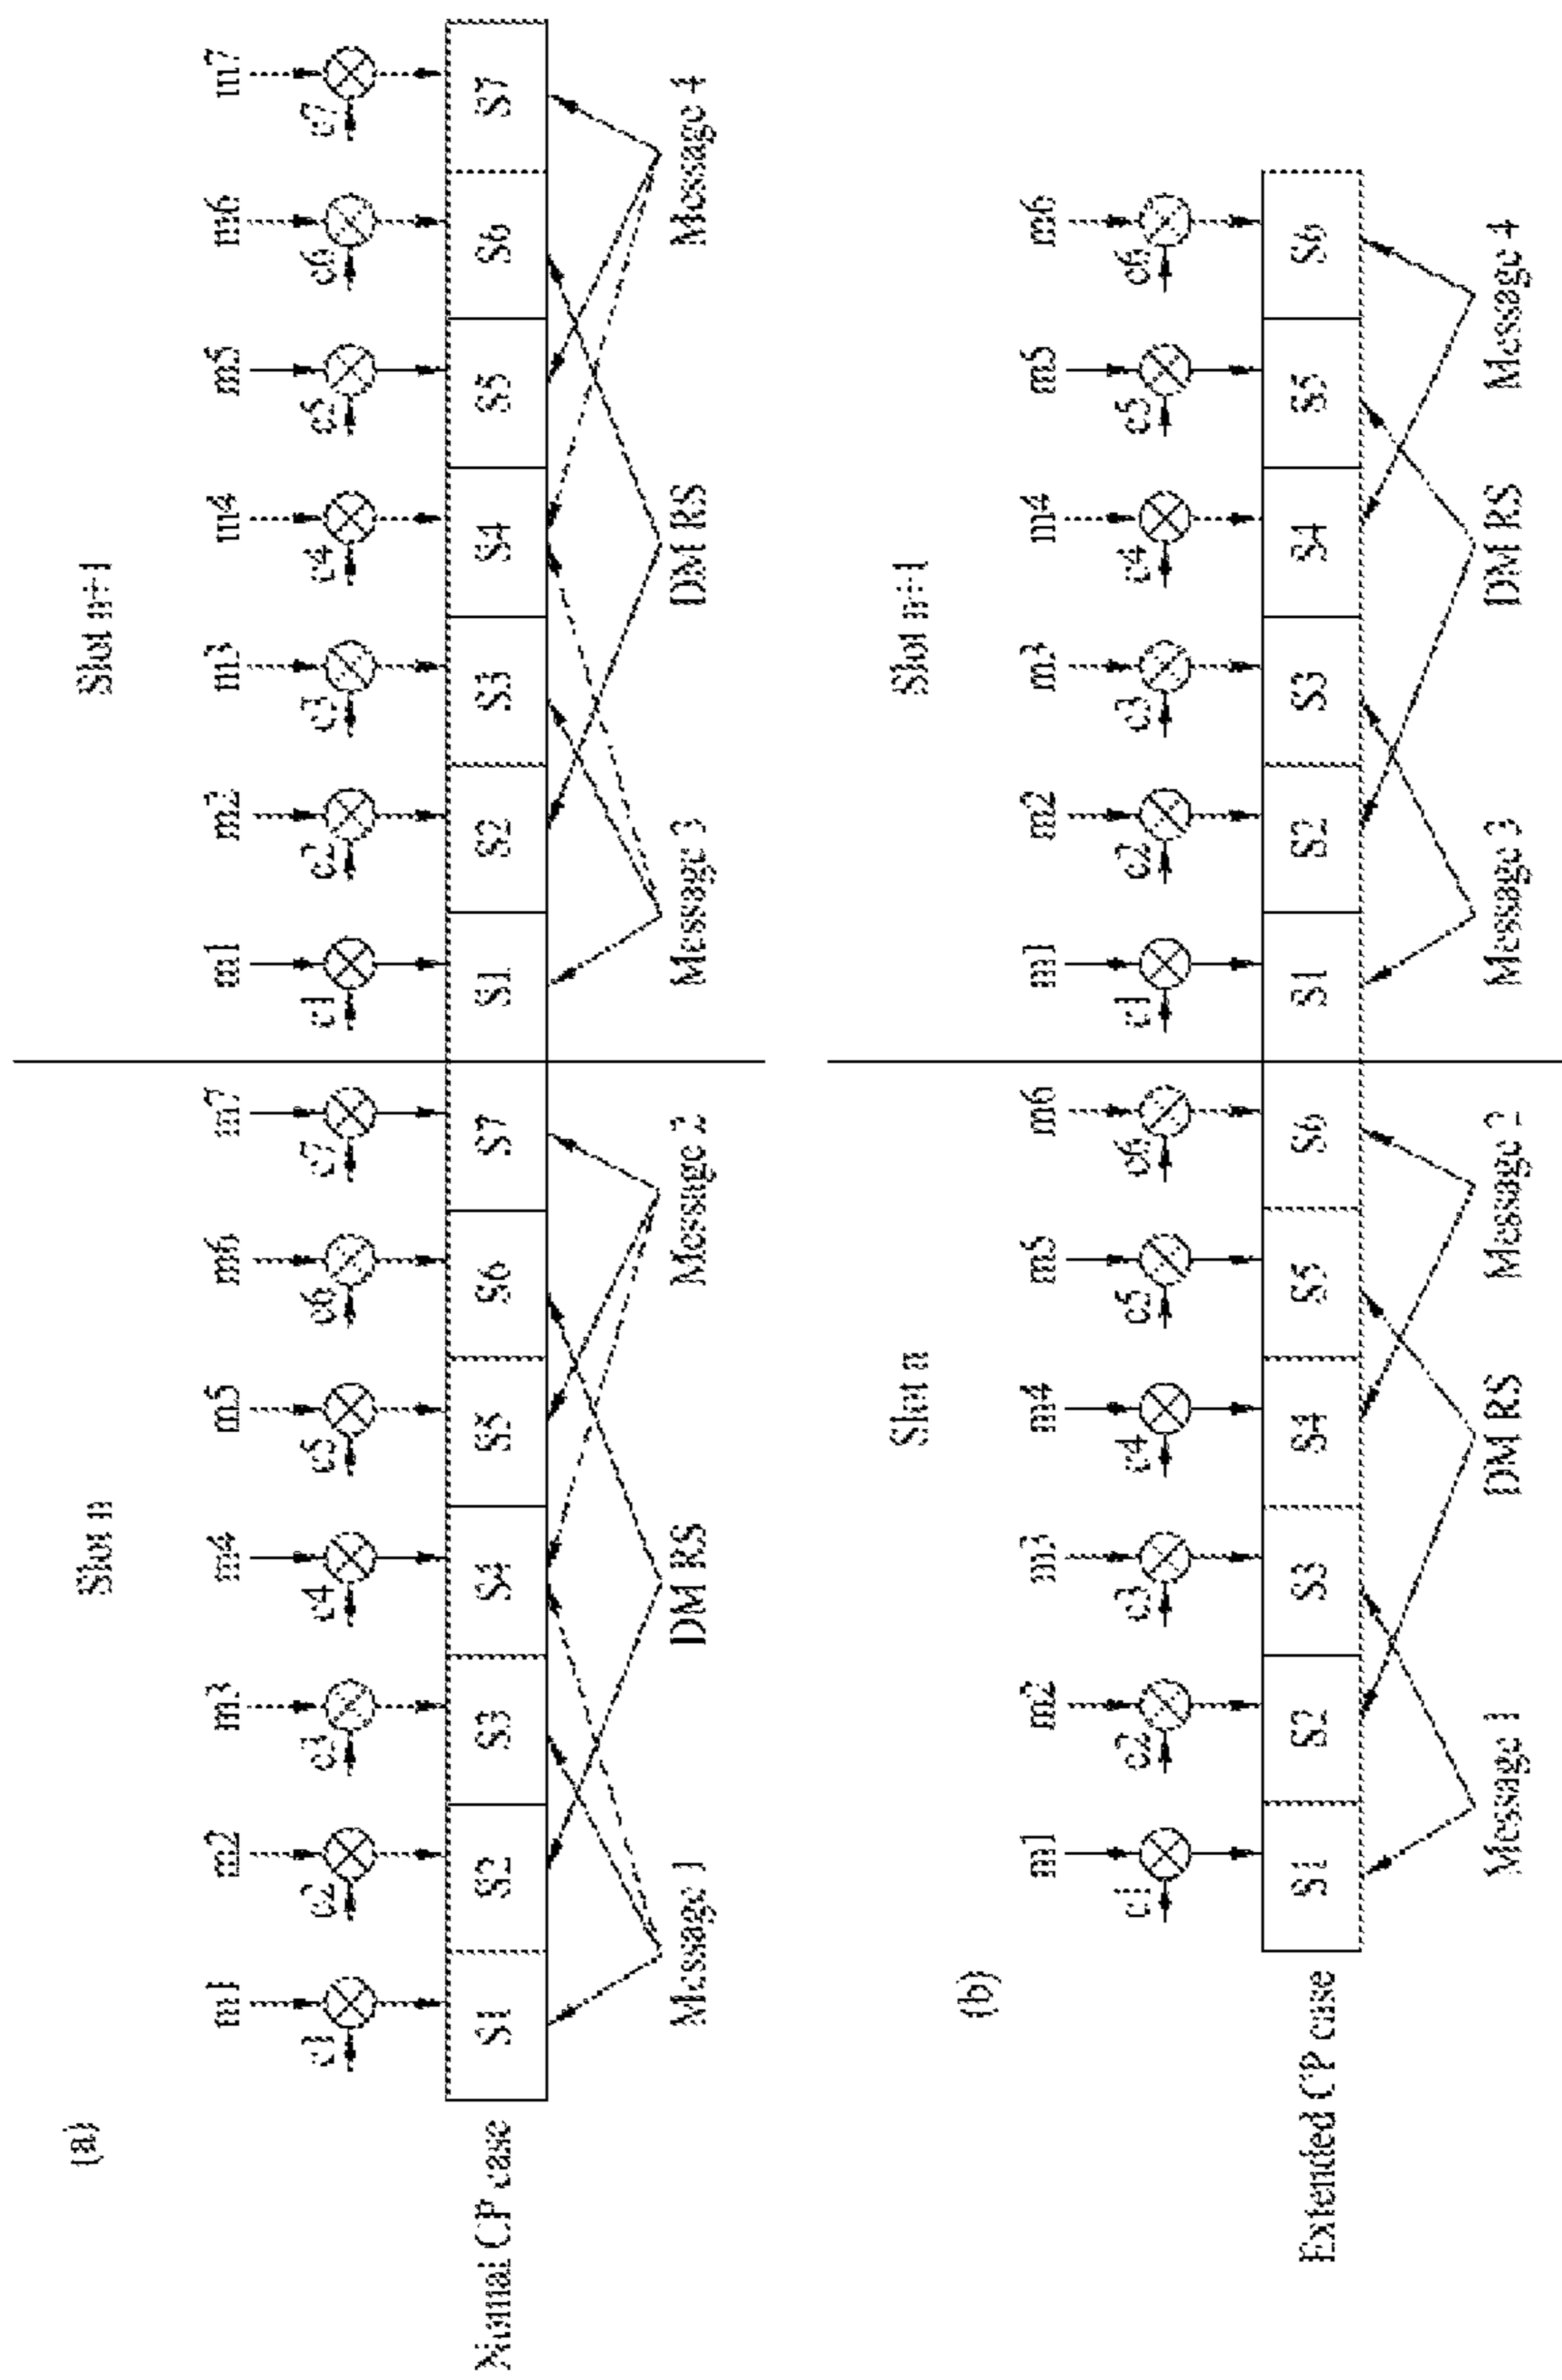 (a)
Slot n
Slot n+1
m1 m2 m3 m4 m5 m6 m7 m1 m2 m3 m4 m5 m6 m7
c1 c2 c3 c4 c5 c6 c7 c1 c2 c3 c4 c5 c6 c7
Normal CP case
S1 S2 S3 S4 S5 S6 S7 S1 S2 S3 S4 S5 S6 S7
Message 1 DM RS Message 2 Message 3 DM RS Message 4
(b)
Slot n
Slot n+1
m1 m2 m3 m4 m5 m6 m1 m2 m3 m4 m5 m6
c1 c2 c3 c4 c5 c6 c1 c2 c3 c4 c5 c6
Extended CP case
S1 S2 S3 S4 S5 S6 S1 S2 S3 S4 S5 S6
Message 1 DM RS Message 2 Message 3 DM RS Message 4